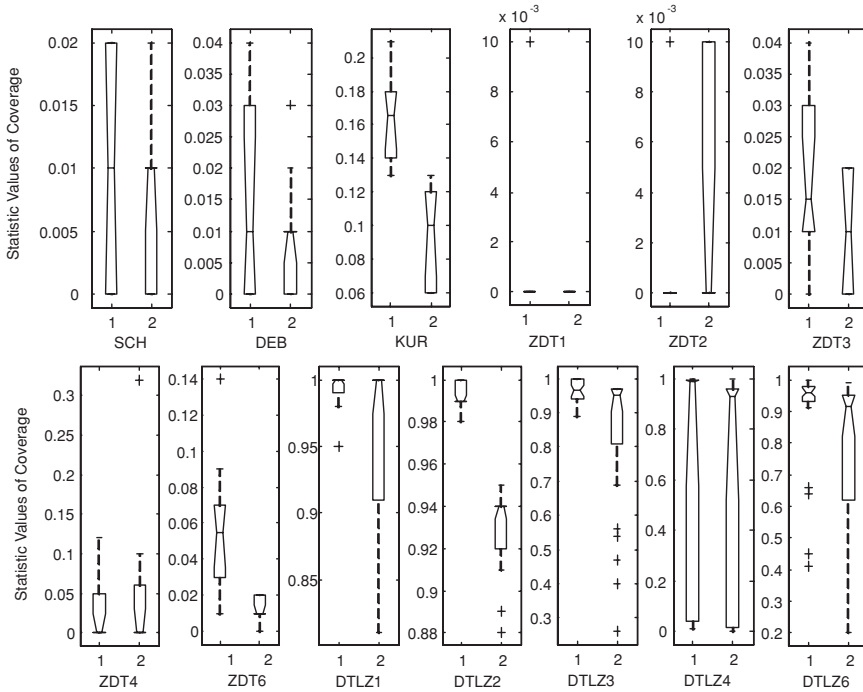 x 10⁻³ x 10⁻³
0.02 0.04 0.2 10 10 0.04
0.035 0.035
0.18 8 8
0.015 0.03 0.03
0.16
0.025 6 6 0.025
0.01 0.02 0.14 0.02
0.015 0.12 4 4 0.015
0.005 0.01 0.1 0.01
2 2
0.005 0.08 0.005
0 0 0.06 0 0 0
Statistic Values of Coverage
1 2 1 2 1 2 1 2 1 2 1 2
SCH DEB KUR ZDT1 ZDT2 ZDT3
0.14 1 1 1 1 1
0.3 0.9 0.9
0.12 0.98
0.25 0.8 0.8 0.8
0.1 0.95
0.2 0.08 0.96 0.7 0.6 0.7
0.15 0.06 0.9 0.94 0.6 0.6
0.1 0.04 0.5 0.4 0.5
0.92
0.05 0.02 0.85 0.4 0.2 0.4
0.9
0 0 0.3 0 0.3
0.88 0.2
Statistic Values of Coverage
1 2 1 2 1 2 1 2 1 2 1 2 1 2
ZDT4 ZDT6 DTLZ1 DTLZ2 DTLZ3 DTLZ4 DTLZ6